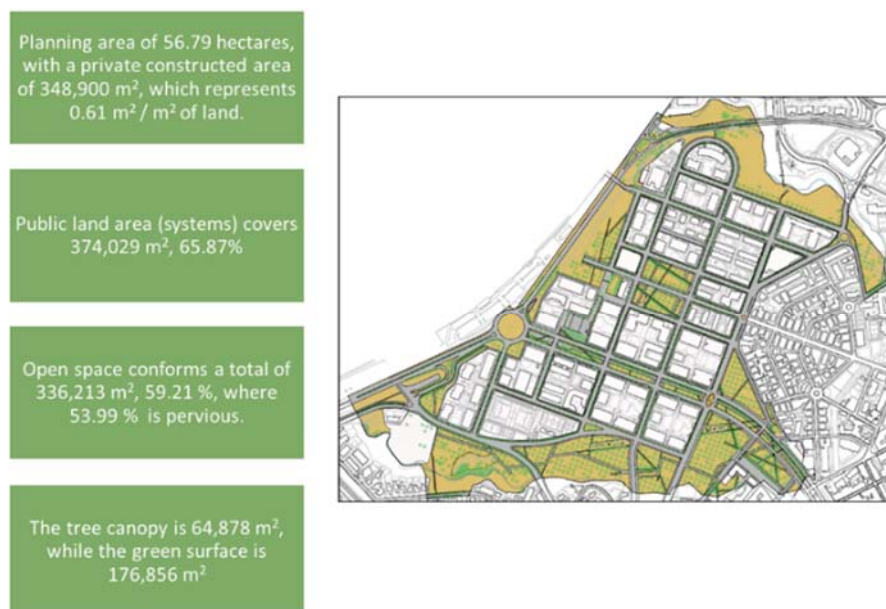 Planning area of 56.79 hectares,
with a private constructed area
of 348,900 m², which represents
0.61 m² / m² of land.
Public land area (systems) covers
374,029 m², 65.87%
Open space conforms a total of
336,213 m², 59.21 %, where
53.99 % is pervious.
The tree canopy is 64,878 m²,
while the green surface is
176,856 m²